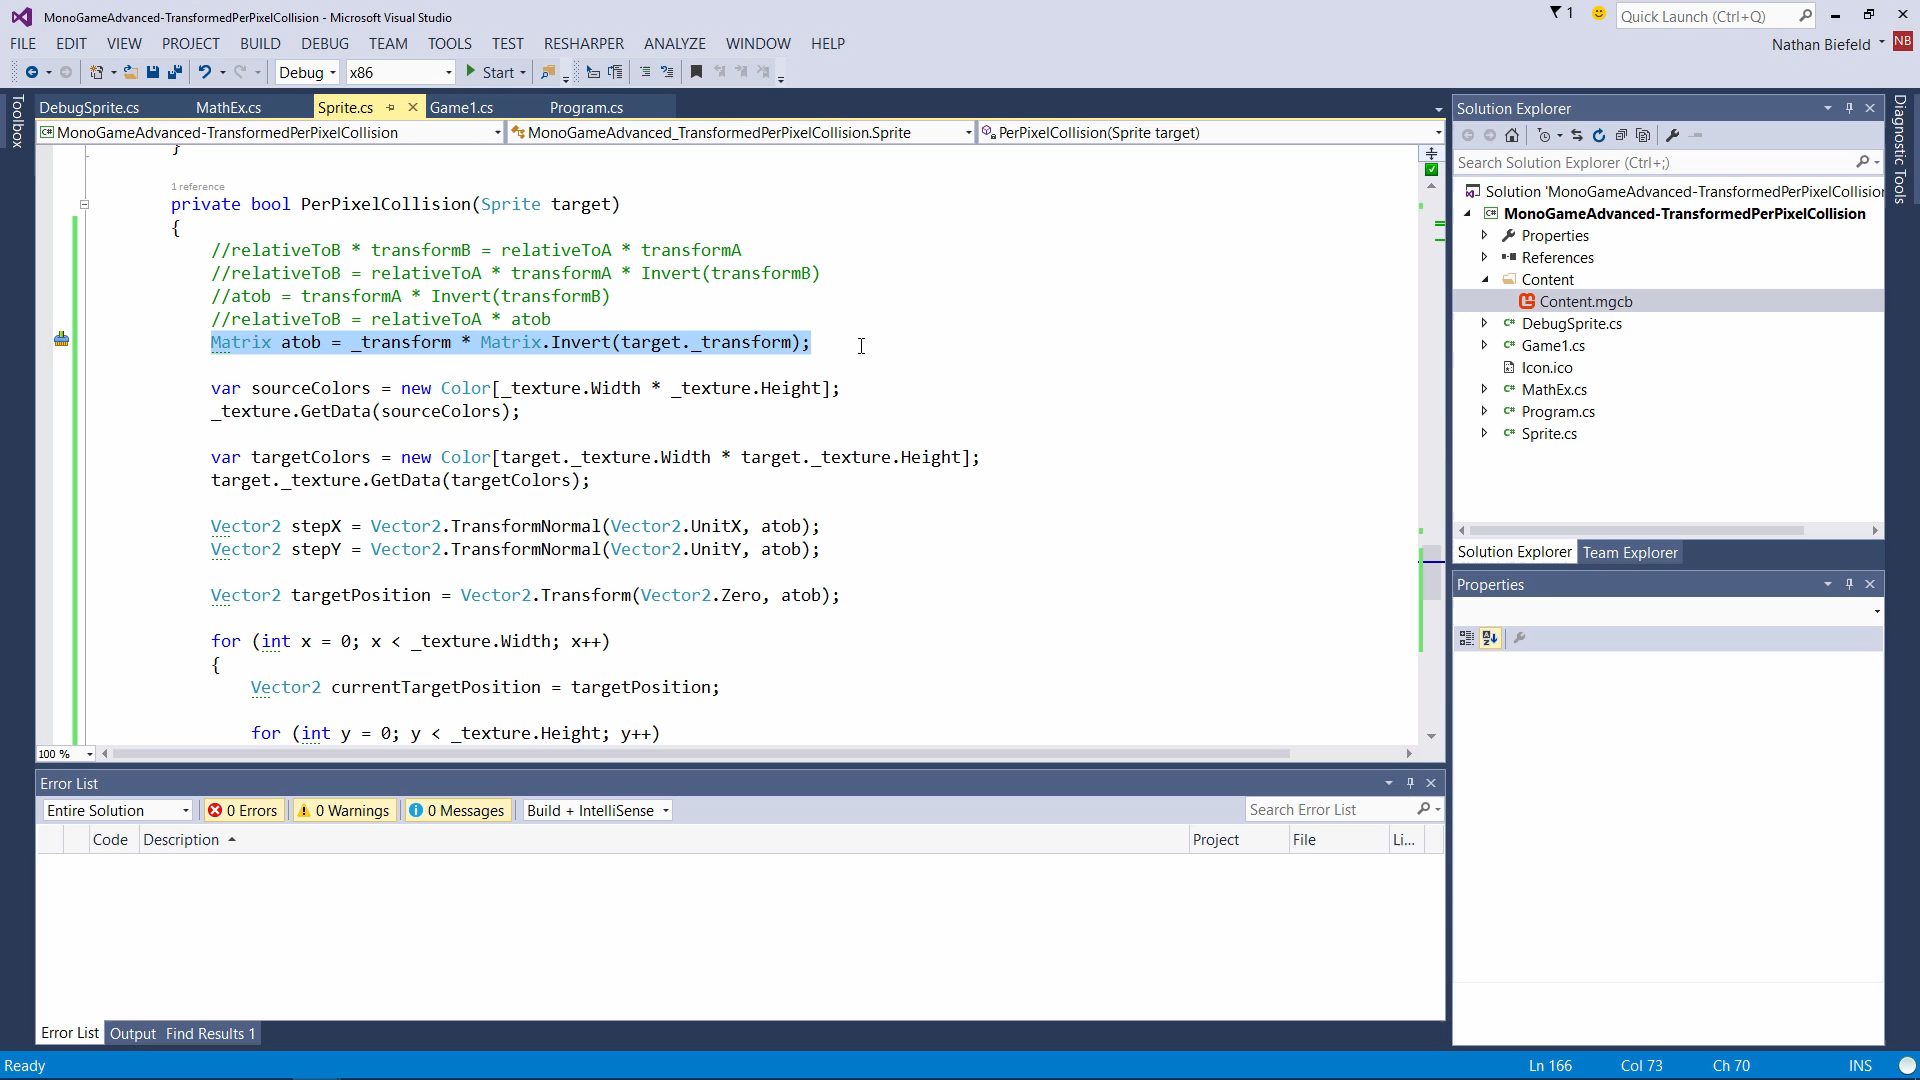 MonoGameAdvanced-TransformedPerPixelCollision - Microsoft Visual Studio
1
Quick Launch (Ctrl+Q)
FILE EDIT VIEW PROJECT BUILD DEBUG TEAM TOOLS TEST RESHARPER ANALYZE WINDOW HELP
Nathan Biefeld
NB
Debug x86 Start
Toolbox
DebugSprite.cs MathEx.cs Sprite.cs Game1.cs Program.cs
MonoGameAdvanced-TransformedPerPixelCollision MonoGameAdvanced_TransformedPerPixelCollision.Sprite PerPixelCollision(Sprite target)
}
1 reference
private bool PerPixelCollision(Sprite target)
{
//relativeToB * transformB = relativeToA * transformA
//relativeToB = relativeToA * transformA * Invert(transformB)
//atob = transformA * Invert(transformB)
//relativeToB = relativeToA * atob
Matrix atob = _transform * Matrix.Invert(target._transform);
var sourceColors = new Color[_texture.Width * _texture.Height];
_texture.GetData(sourceColors);
var targetColors = new Color[target._texture.Width * target._texture.Height];
target._texture.GetData(targetColors);
Vector2 stepX = Vector2.TransformNormal(Vector2.UnitX, atob);
Vector2 stepY = Vector2.TransformNormal(Vector2.UnitY, atob);
Vector2 targetPosition = Vector2.Transform(Vector2.Zero, atob);
for (int x = 0; x < _texture.Width; x++)
{
Vector2 currentTargetPosition = targetPosition;
for (int y = 0; y < _texture.Height; y++)
100 %
Error List
Entire Solution 0 Errors 0 Warnings 0 Messages Build + IntelliSense
Search Error List
Code Description Project File Li...
Error List Output Find Results 1
Solution Explorer
Search Solution Explorer (Ctrl+;)
Solution 'MonoGameAdvanced-TransformedPerPixelCollision
MonoGameAdvanced-TransformedPerPixelCollision
Properties
References
Content
Content.mgcb
DebugSprite.cs
Game1.cs
Icon.ico
MathEx.cs
Program.cs
Sprite.cs
Solution Explorer Team Explorer
Properties
Diagnostic Tools
Ready
Ln 166 Col 73 Ch 70 INS